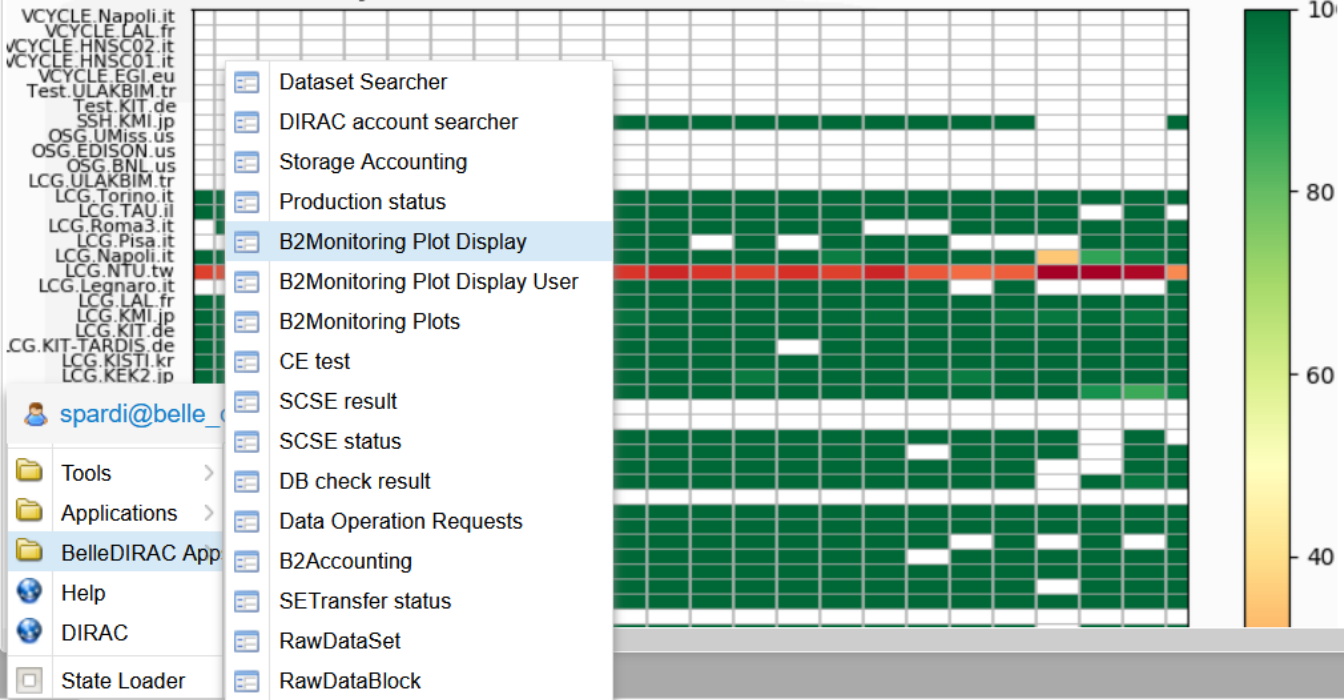 VCYCLE.Napoli.it
VCYCLE.LAL.fr
VCYCLE.HNSC02.it
VCYCLE.HNSC01.it
VCYCLE.EGI.eu
Test.ULAKBIM.tr
Test.KIT.de
SSH.KMI.jp
OSG.UMiss.us
OSG.EDISON.us
OSG.BNL.us
LCG.ULAKBIM.tr
LCG.Torino.it
LCG.TAU.il
LCG.Roma3.it
LCG.Pisa.it
LCG.Napoli.it
LCG.NTU.tw
LCG.Legnaro.it
LCG.LAL.fr
LCG.KMI.jp
LCG.KIT.de
.CG.KIT-TARDIS.de
LCG.KISTI.kr
LCG.KEK2.jp
spardi@belle_
Tools
Applications
BelleDIRAC App
Help
DIRAC
State Loader
Dataset Searcher
DIRAC account searcher
Storage Accounting
Production status
B2Monitoring Plot Display
B2Monitoring Plot Display User
B2Monitoring Plots
CE test
SCSE result
SCSE status
DB check result
Data Operation Requests
B2Accounting
SETransfer status
RawDataSet
RawDataBlock
10
80
60
40